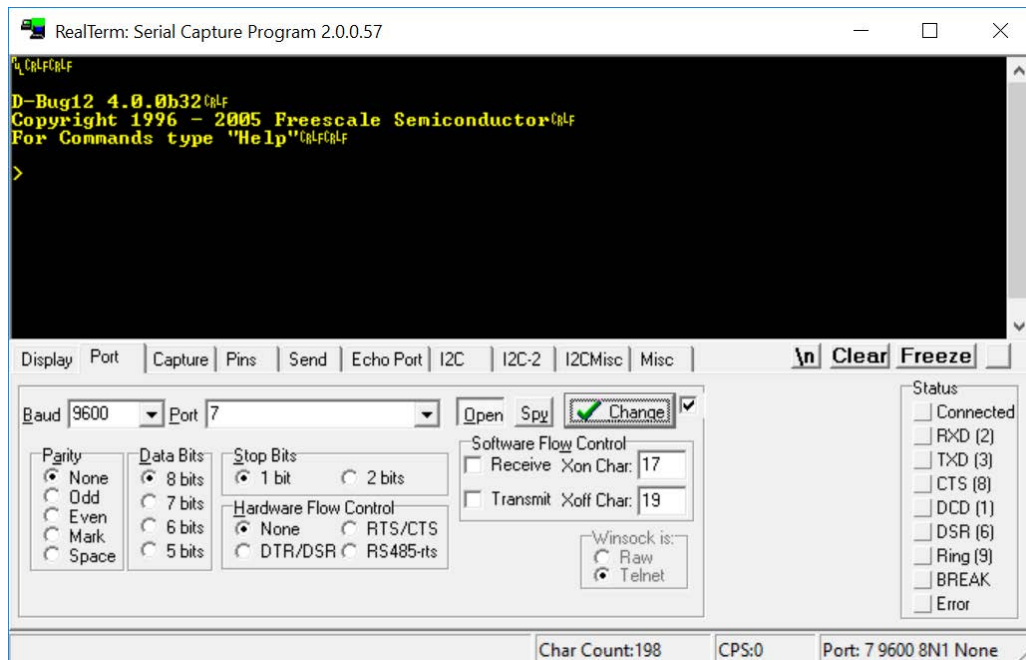 RealTerm: Serial Capture Program 2.0.0.57
NULCRLFCRLF
D-Bug12 4.0.0b32CRLF
Copyright 1996 - 2005 Freescale SemiconductorCRLF
For Commands type "Help"CRLFCRLF
>
Display Port Capture Pins Send Echo Port I2C I2C-2 I2CMisc Misc \n Clear Freeze
Baud 9600 Port 7 Open Spy Change
Parity
None
Odd
Even
Mark
Space
Data Bits
8 bits
7 bits
6 bits
5 bits
Stop Bits
1 bit 2 bits
Hardware Flow Control
None RTS/CTS
DTR/DSR RS485-rts
Software Flow Control
Receive Xon Char: 17
Transmit Xoff Char: 19
Winsock is:
Raw
Telnet
Status
Connected
RXD (2)
TXD (3)
CTS (8)
DCD (1)
DSR (6)
Ring (9)
BREAK
Error
Char Count:198 CPS:0 Port: 7 9600 8N1 None